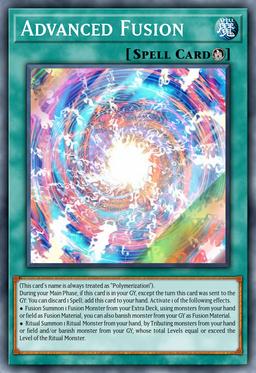 ADVANCED FUSION
[SPELL CARD]
(This card's name is always treated as "Polymerization").
During your Main Phase, if this card is in your GY, except the turn this card was sent to the
GY: You can discard 1 Spell; add this card to your hand. Activate 1 of the following effects.
● Fusion Summon 1 Fusion Monster from your Extra Deck, using monsters from your hand
or field as Fusion Material, you can also banish monster from your GY as Fusion Material.
● Ritual Summon 1 Ritual Monster from your hand, by Tributing monsters from your hand
or field and/or banish monster from your GY, whose total Levels equal or exceed the
Level of the Ritual Monster.